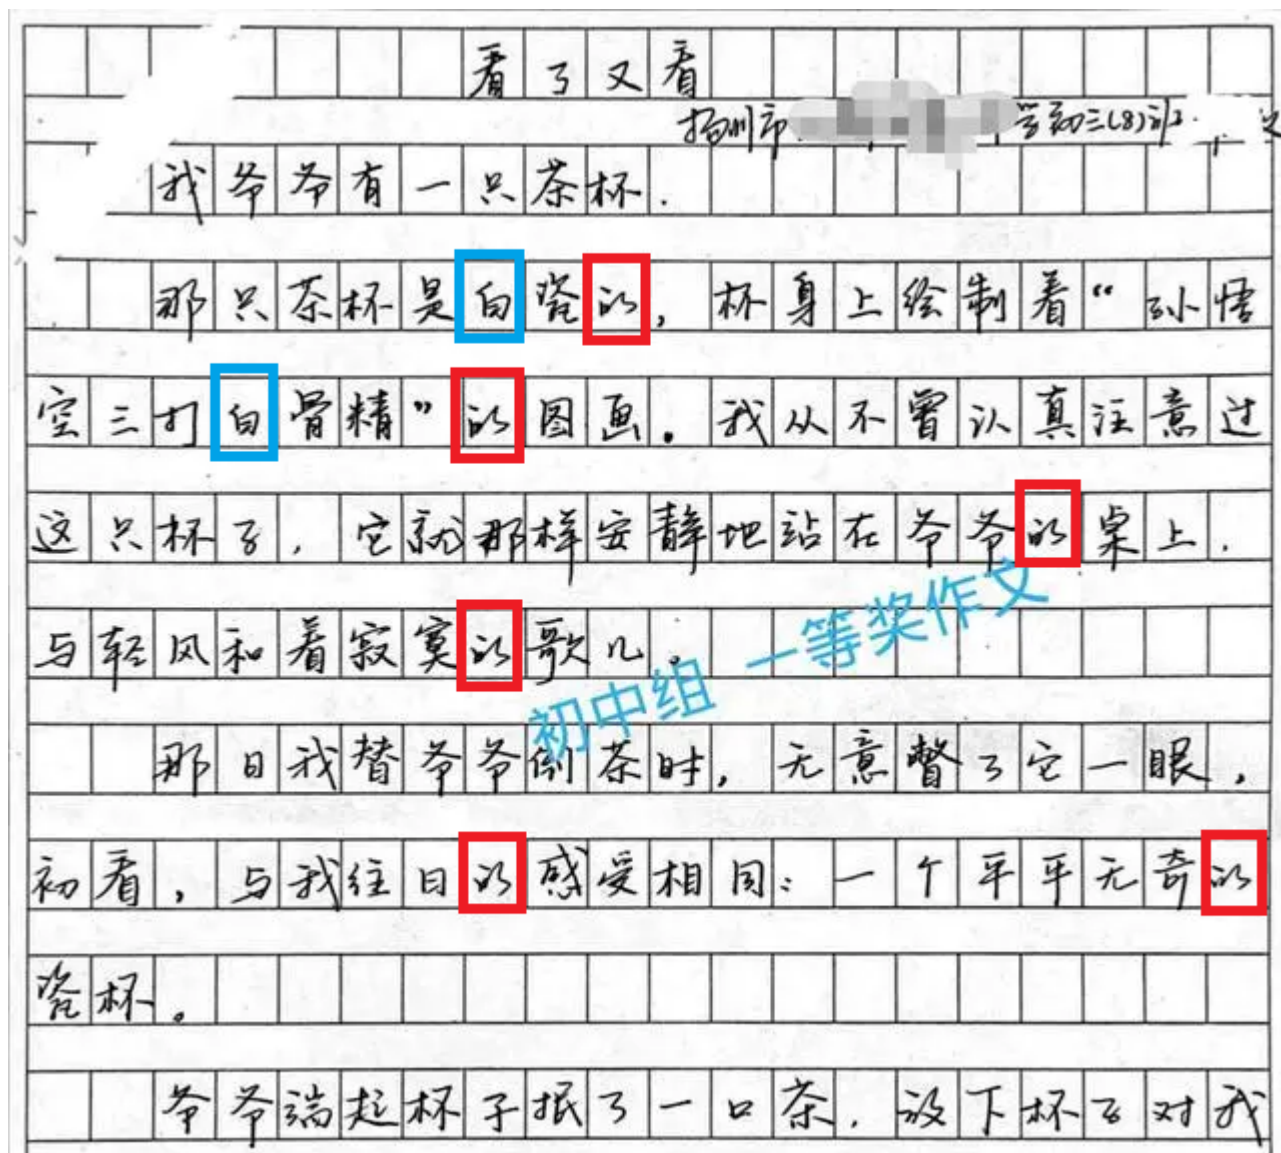 看了又看
扬州市 学初三(8)班
我爷爷有一只茶杯.
那只茶杯是白瓷的，杯身上绘制着“孙悟
空三打白骨精”的图画。我从不曾认真注意过
这只杯子，它就那样安静地站在爷爷的桌上，
与轻风和着寂寞的歌儿。
初中组 一等奖作文
那日我替爷爷倒茶时，无意瞥了它一眼，
初看，与我往日的感受相同：一个平平无奇的
瓷杯。
爷爷端起杯子抿了一口茶，放下杯子对我